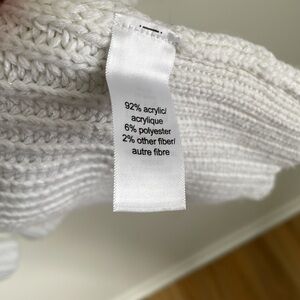 92% acrylic/
acrylique
6% polyester
2% other fiber/
autre fibre